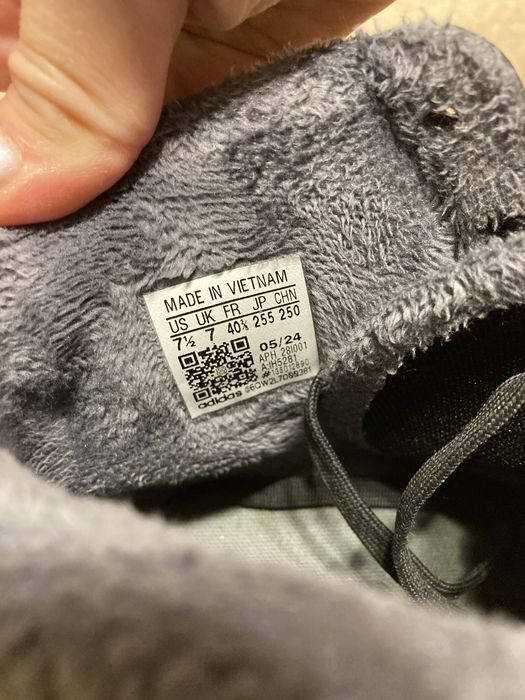 MADE IN VIETNAM
US UK FR JP CHN
7½ 7 40⅔ 255 250
05/24
APH 281001
adidas